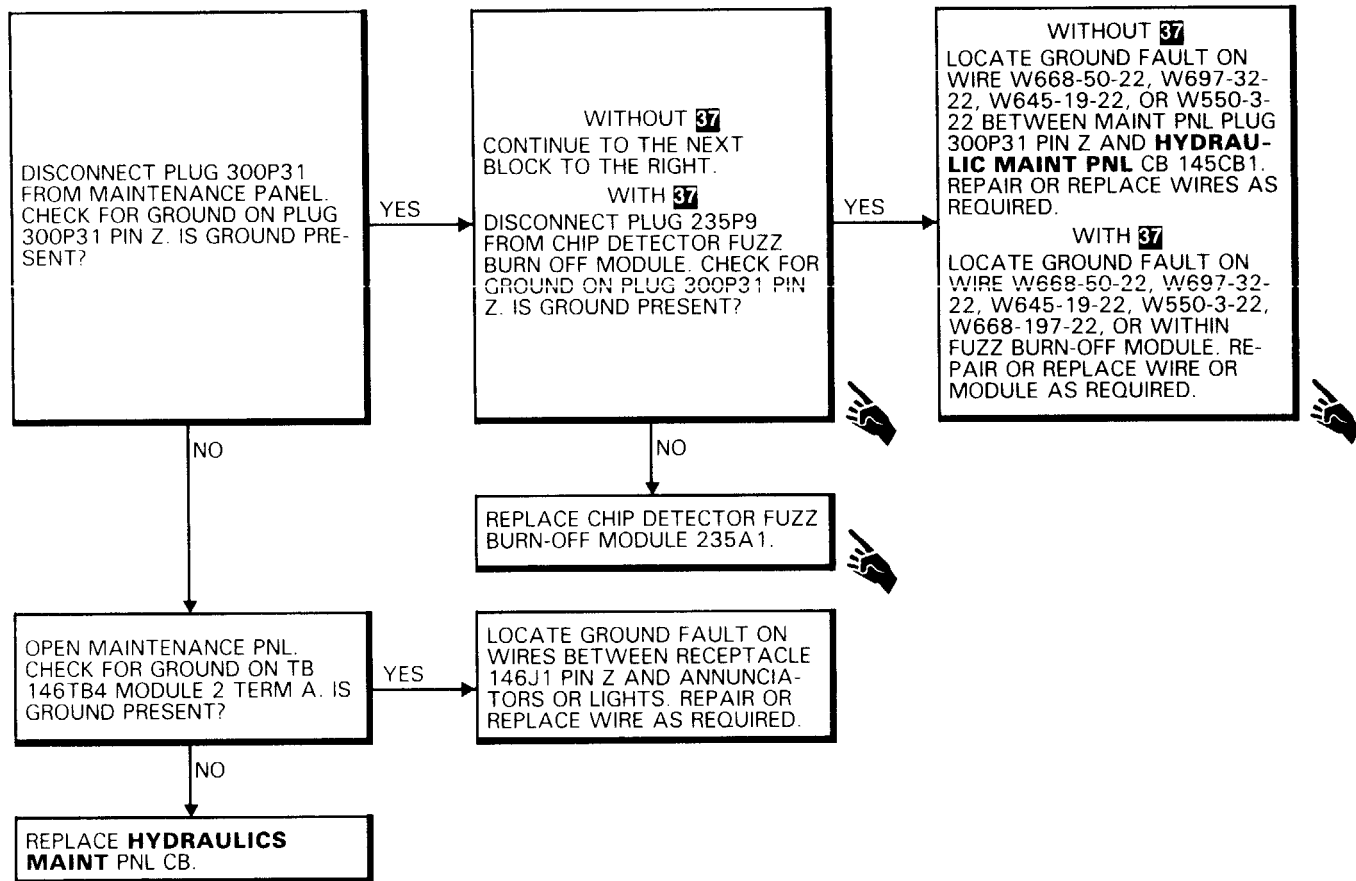 DISCONNECT PLUG 300P31
FROM MAINTENANCE PANEL.
CHECK FOR GROUND ON PLUG
300P31 PIN Z. IS GROUND PRE-
SENT?
YES
NO
WITHOUT 37
CONTINUE TO THE NEXT
BLOCK TO THE RIGHT.
WITH 37
DISCONNECT PLUG 235P9
FROM CHIP DETECTOR FUZZ
BURN OFF MODULE. CHECK FOR
GROUND ON PLUG 300P31 PIN
Z. IS GROUND PRESENT?
YES
NO
WITHOUT 37
LOCATE GROUND FAULT ON
WIRE W668-50-22, W697-32-
22, W645-19-22, OR W550-3-
22 BETWEEN MAINT PNL PLUG
300P31 PIN Z AND HYDRAU-
LIC MAINT PNL CB 145CB1.
REPAIR OR REPLACE WIRES AS
REQUIRED.
WITH 37
LOCATE GROUND FAULT ON
WIRE W668-50-22, W697-32-
22, W645-19-22, W550-3-22,
W668-197-22, OR WITHIN
FUZZ BURN-OFF MODULE. RE-
PAIR OR REPLACE WIRE OR
MODULE AS REQUIRED.
REPLACE CHIP DETECTOR FUZZ
BURN-OFF MODULE 235A1.
OPEN MAINTENANCE PNL.
CHECK FOR GROUND ON TB
146TB4 MODULE 2 TERM A. IS
GROUND PRESENT?
YES
NO
LOCATE GROUND FAULT ON
WIRES BETWEEN RECEPTACLE
146J1 PIN Z AND ANNUNCIA-
TORS OR LIGHTS. REPAIR OR
REPLACE WIRE AS REQUIRED.
REPLACE HYDRAULICS
MAINT PNL CB.